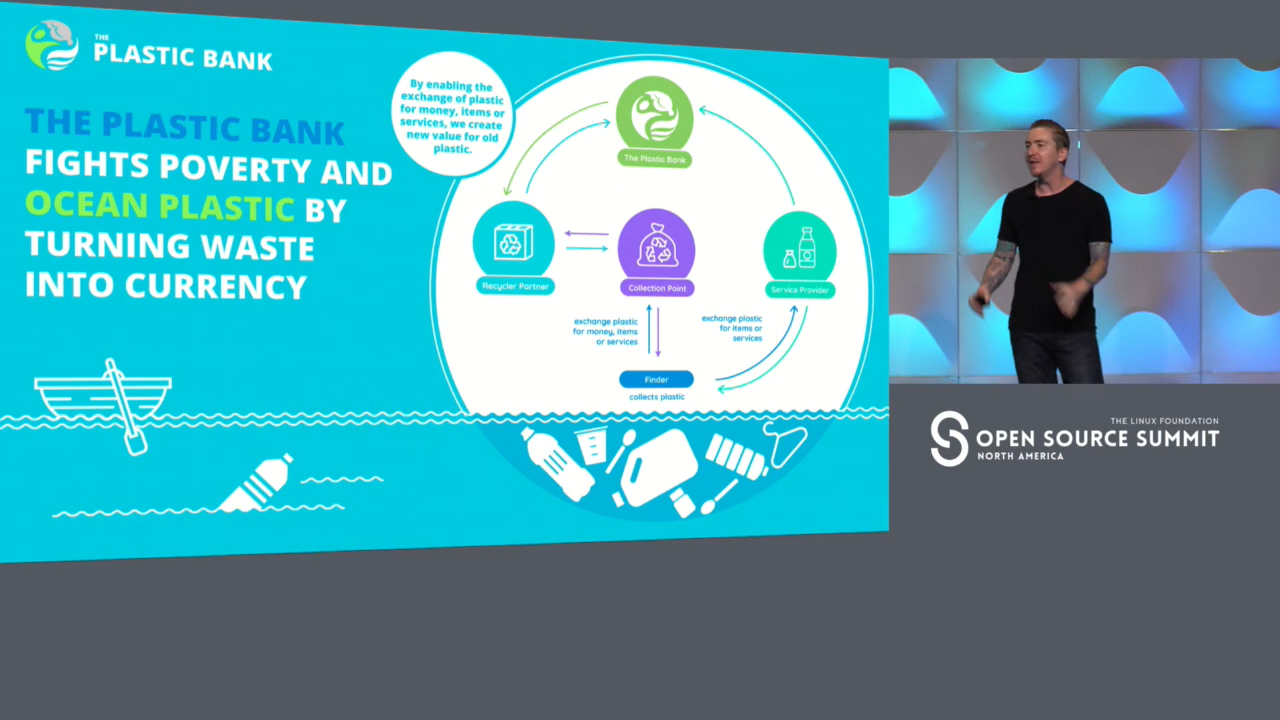 THE
PLASTIC BANK
THE PLASTIC BANK
FIGHTS POVERTY AND
OCEAN PLASTIC BY
TURNING WASTE
INTO CURRENCY
By enabling the
exchange of plastic
for money, items or
services, we create
new value for old
plastic.
The Plastic Bank
Recycler Partner
Collection Point
Service Provider
exchange plastic
for money, items
or services
exchange plastic
for items or
services
Finder
collects plastic
THE LINUX FOUNDATION
OPEN SOURCE SUMMIT
NORTH AMERICA